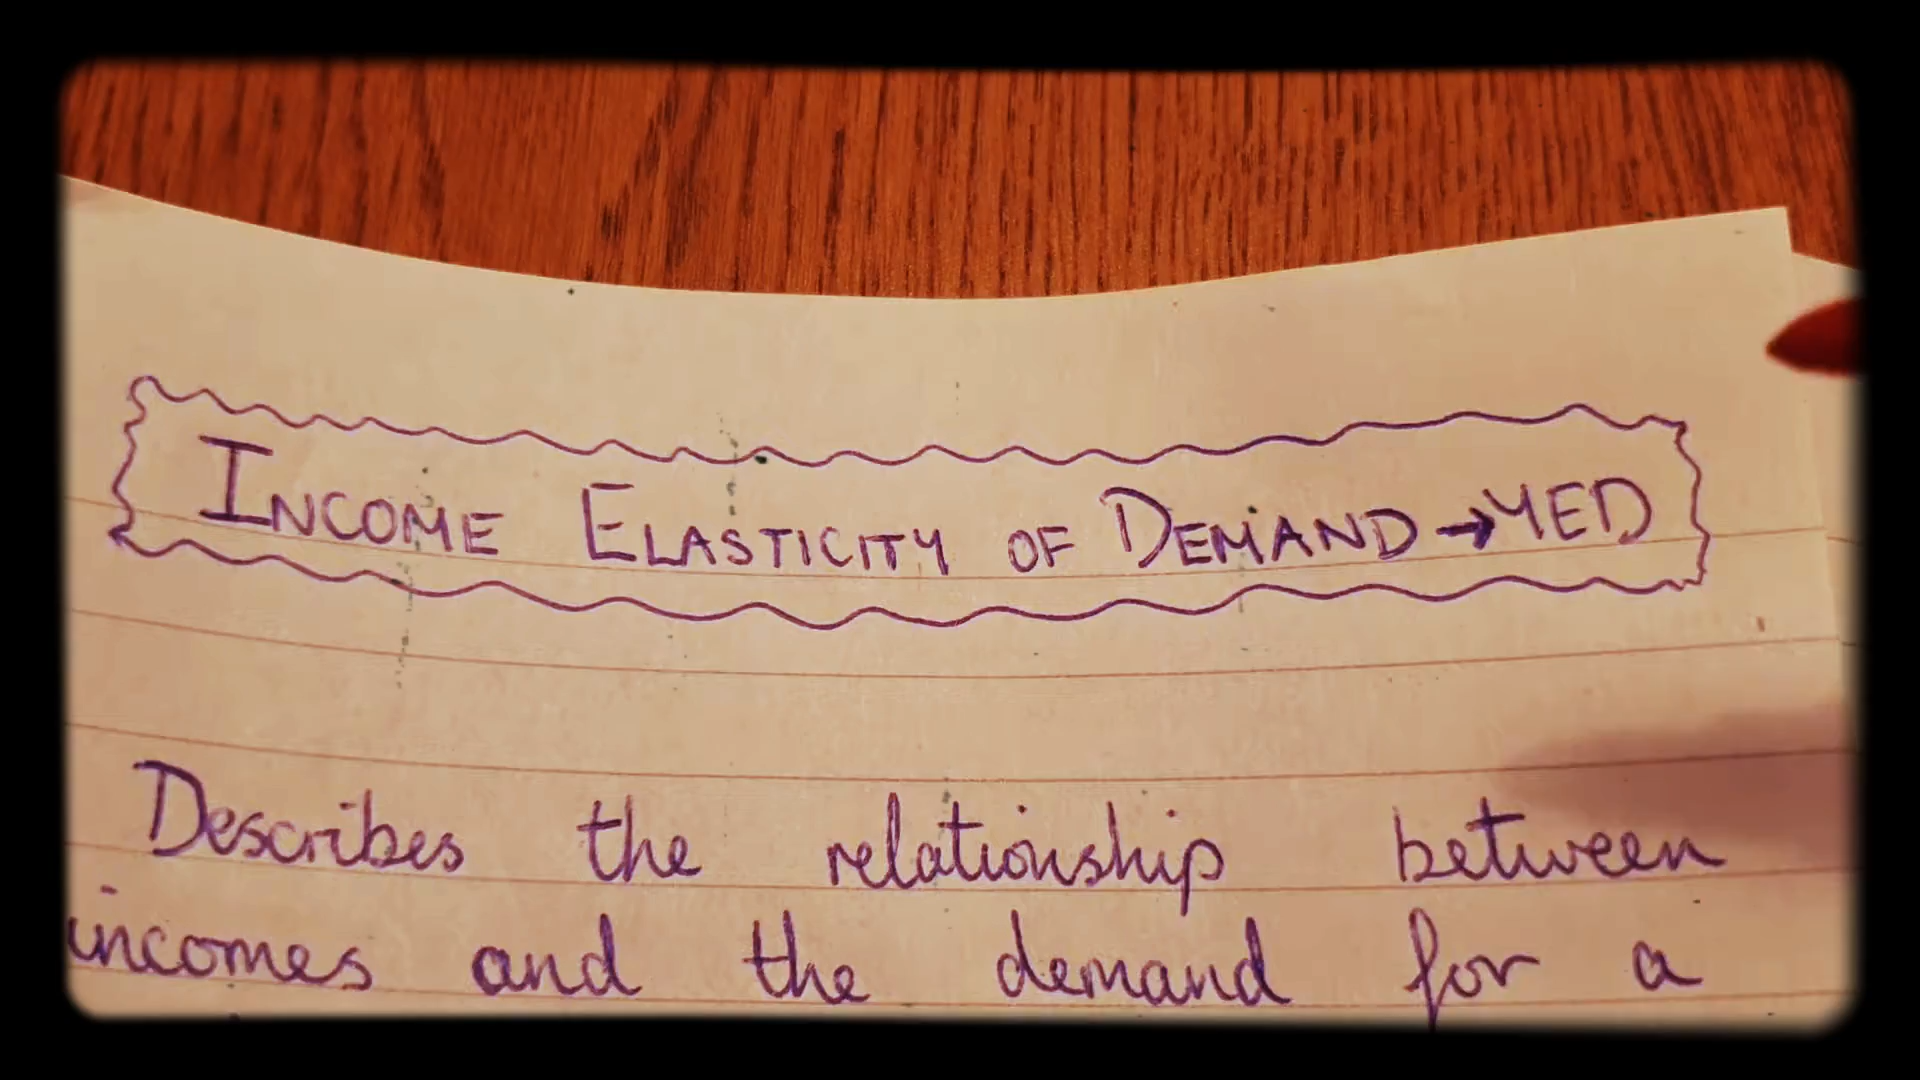 INCOME ELASTICITY OF DEMAND → YED
Describes the relationship between
incomes and the demand for a